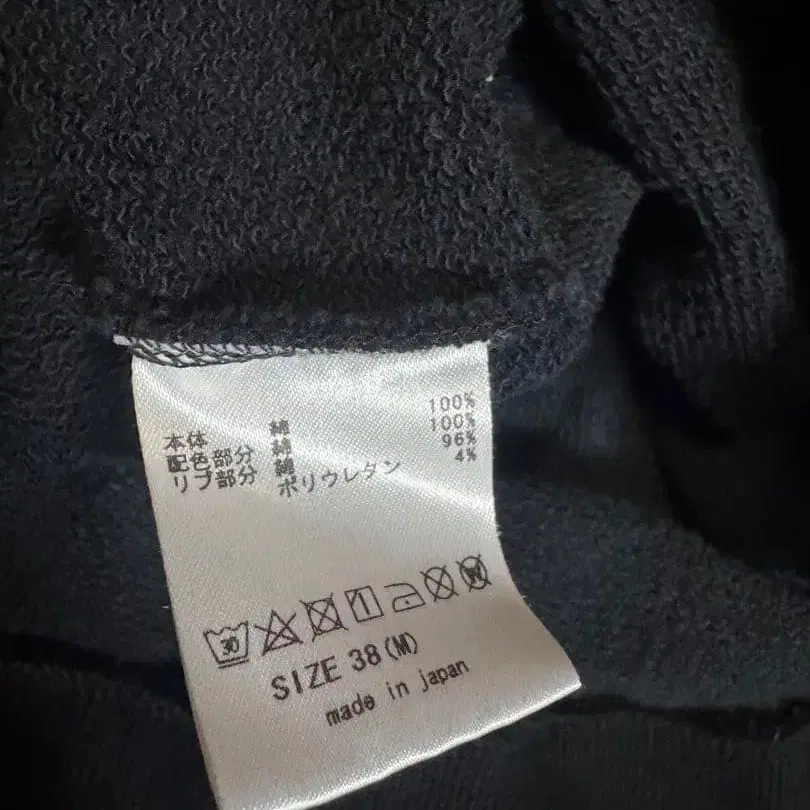 本体 綿 100%
配色部分 綿 100%
リブ部分 綿 96%
ポリウレタン 4%
30 W
SIZE 38(M)
made in japan